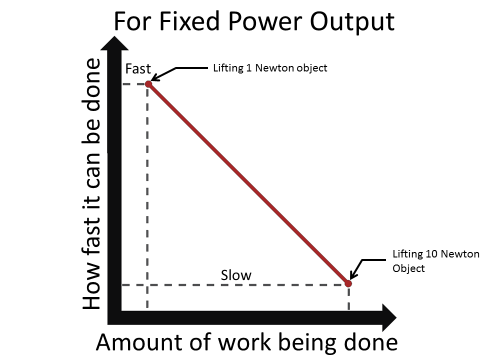 For Fixed Power Output
Fast
Lifting 1 Newton object
How fast it can be done
Lifting 10 Newton
Object
Slow
Amount of work being done